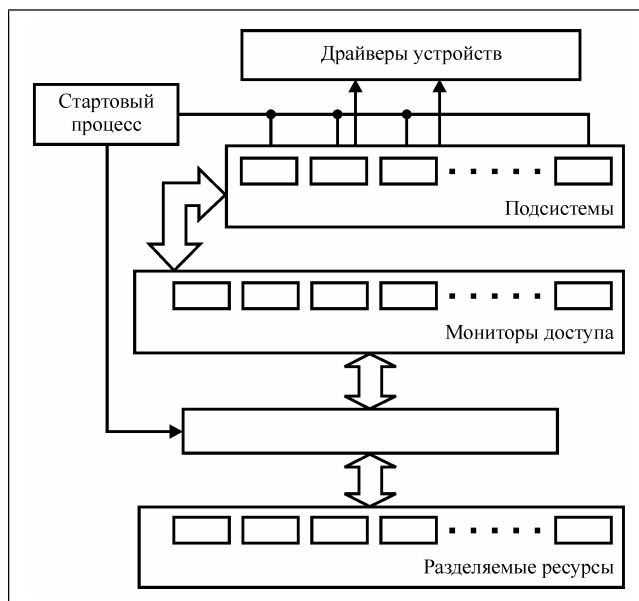 Драйверы устройств
Стартовый
процесс
Подсистемы
Мониторы доступа
Разделяемые ресурсы